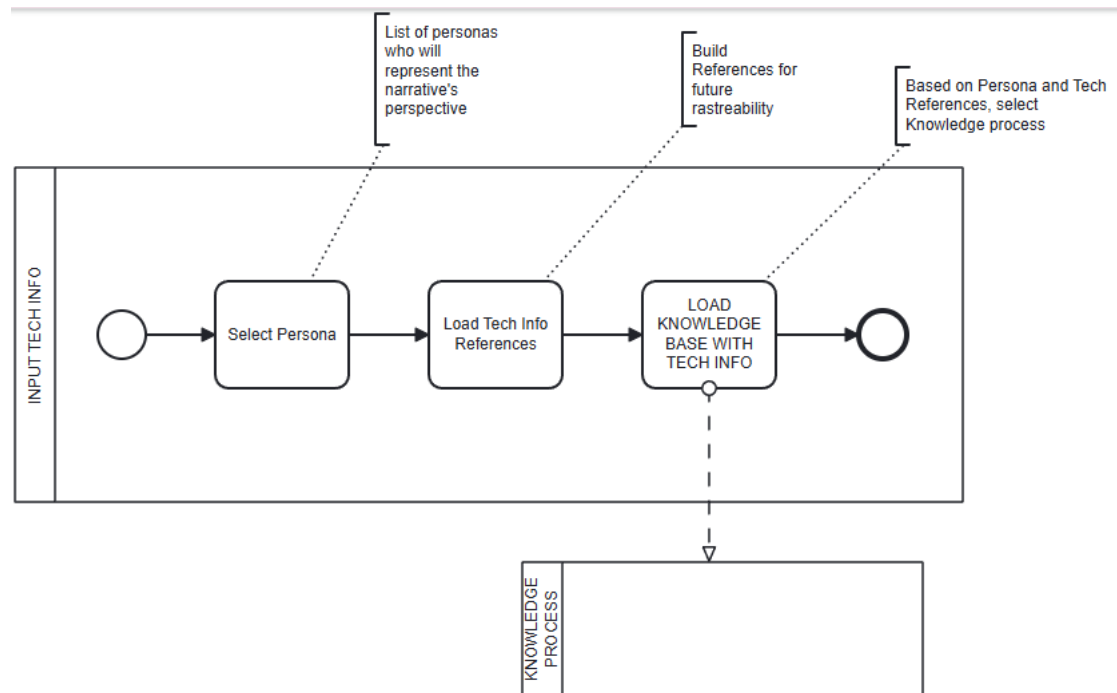 List of personas
who will
represent the
narrative's
perspective
Build
References for
future
rastreability
Based on Persona and Tech
References, select
Knowledge process
INPUT TECH INFO
Select Persona
Load Tech Info
References
LOAD
KNOWLEDGE
BASE WITH
TECH INFO
KNOWLEDGE
PROCESS